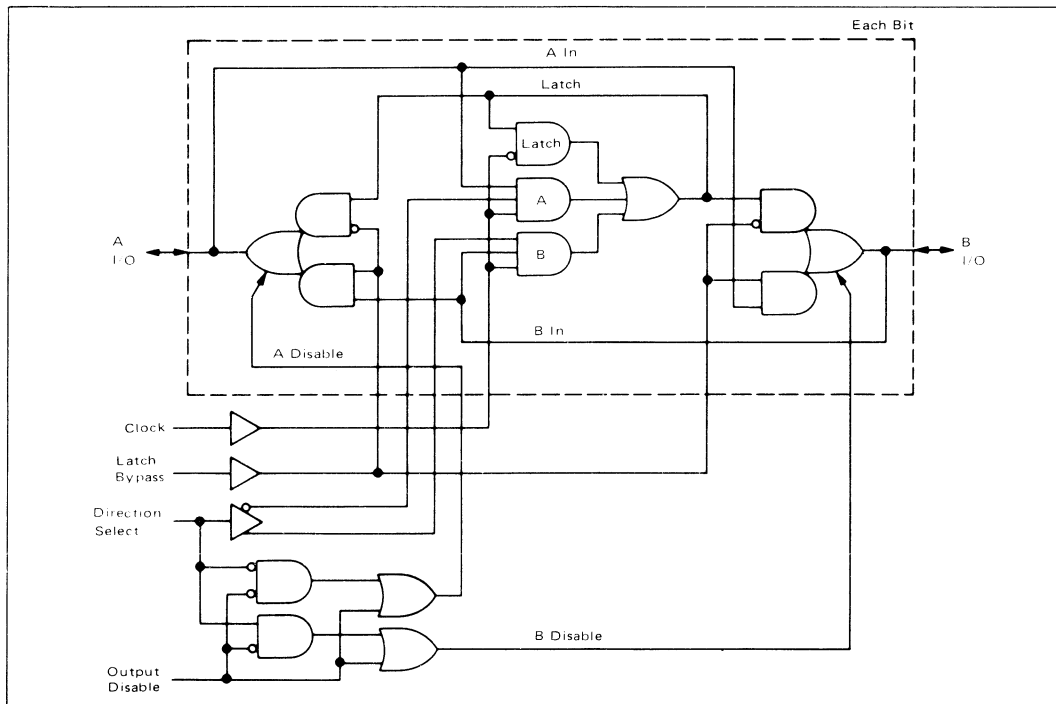 Each Bit
A In
Latch
Latch
A
B
A
I/O
B
I/O
B In
A Disable
Clock
Latch
Bypass
Direction
Select
B Disable
Output
Disable